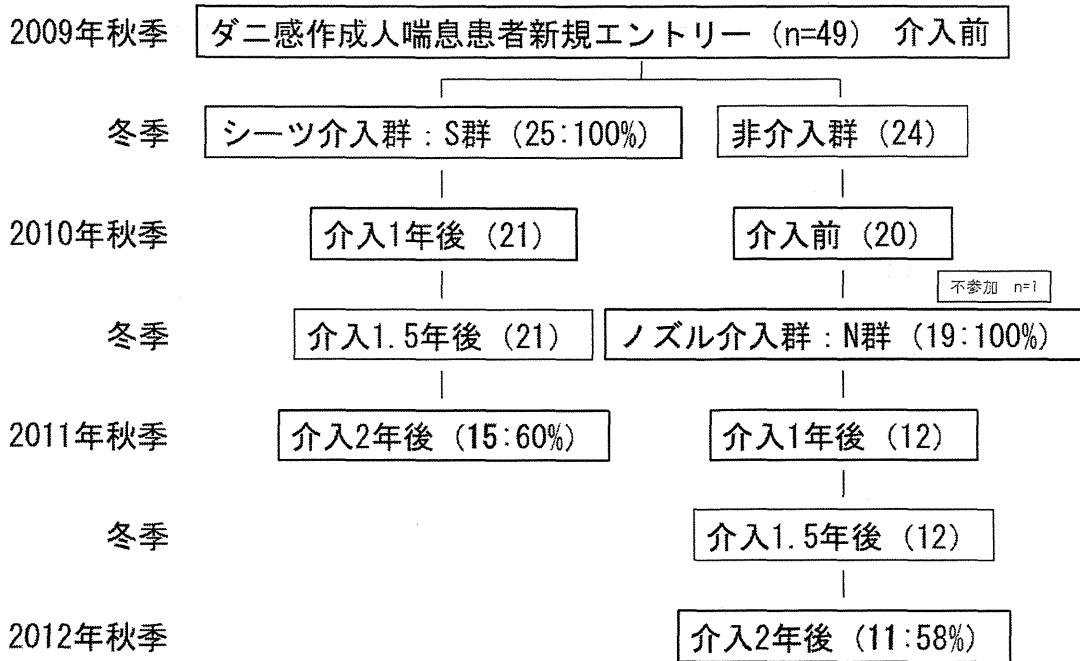 2009年秋季 ダニ感作成人喘息患者新規エントリー (n=49) 介入前
冬季 シーツ介入群：S群 (25:100%) 非介入群 (24)
2010年秋季 介入1年後 (21) 介入前 (20)
不参加 n=1
冬季 介入1.5年後 (21) ノズル介入群：N群 (19:100%)
2011年秋季 介入2年後 (15:60%) 介入1年後 (12)
冬季 介入1.5年後 (12)
2012年秋季 介入2年後 (11:58%)